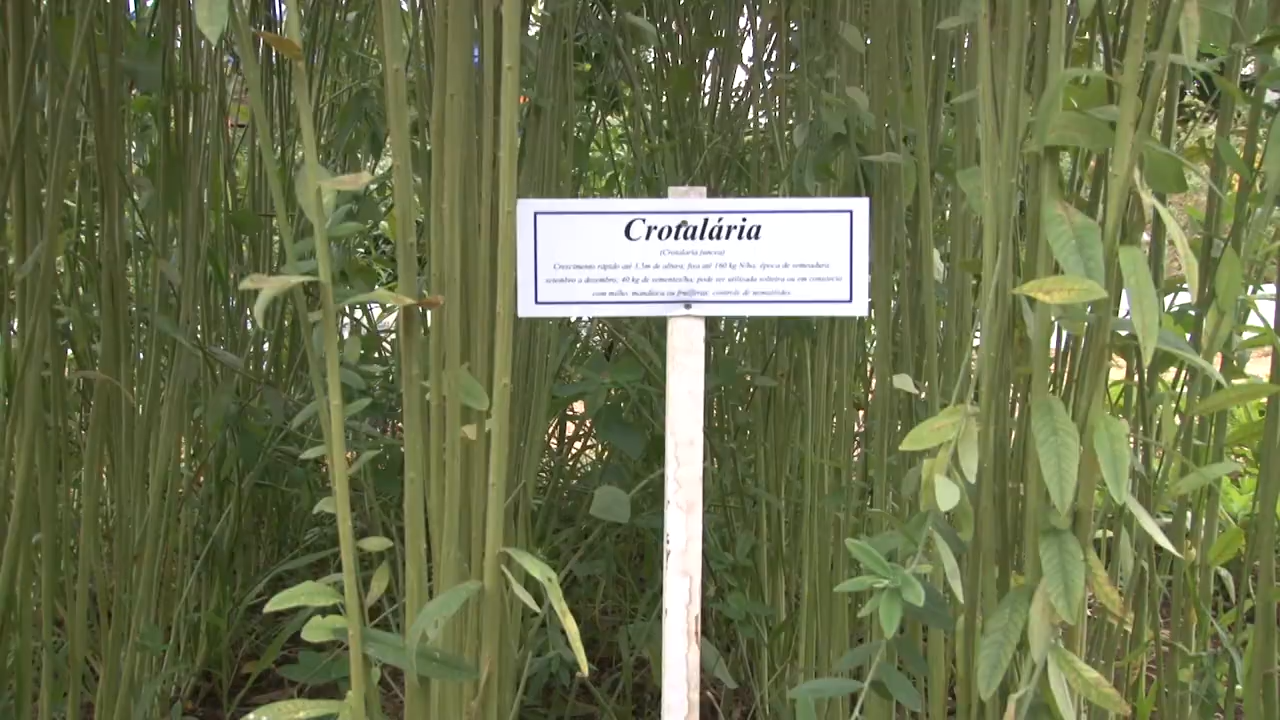 Crotalária
(Crotalaria juncea)
Crescimento rápido até 3,5m de altura; fixa até 160 kg N/ha; época de semeadura:
setembro a dezembro; 40 kg de sementes/ha; pode ser utilizada solteira ou em consórcio
com milho, mandioca ou frutíferas; controle de nematóides.